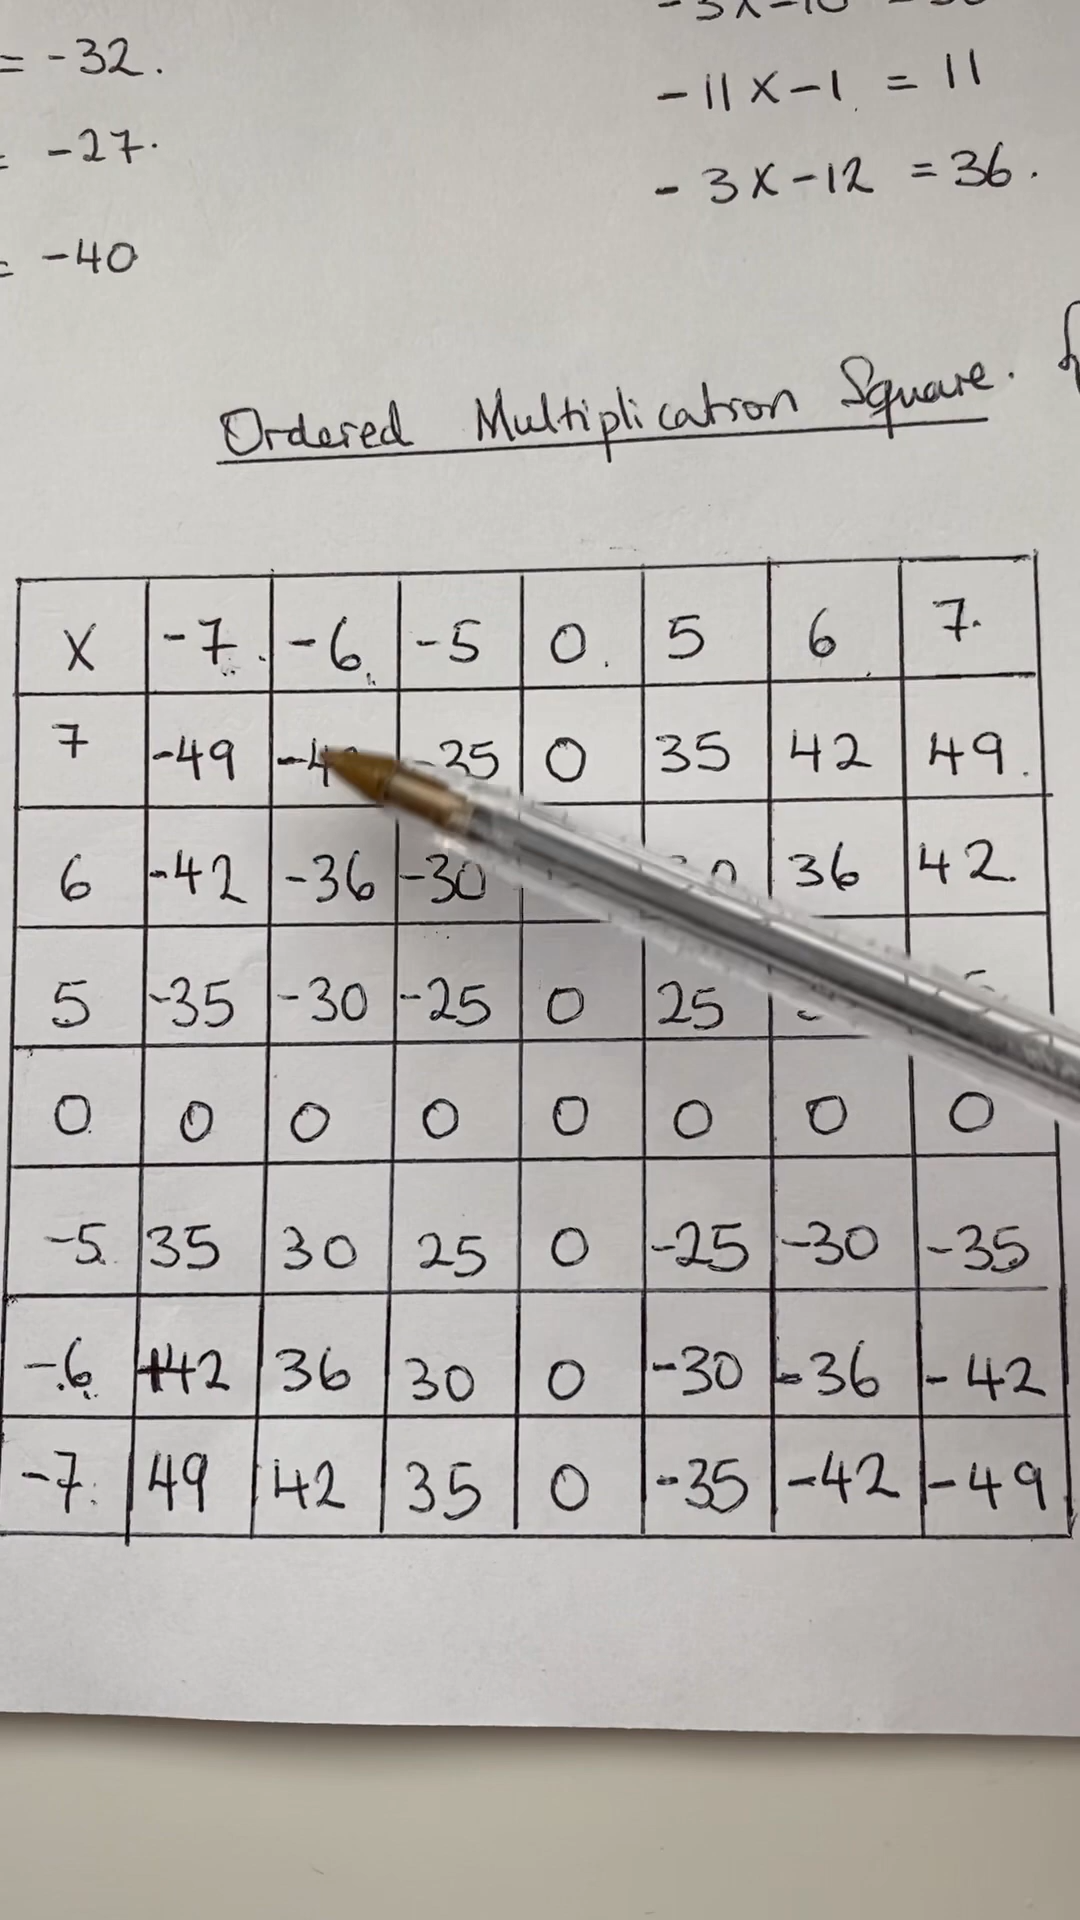 = -32.
-11 x -1 = 11
= -27.
- 3 x -12 = 36.
= -40
Ordered Multiplication Square.
X -7 -6 -5 0 5 6 7
7 -49 -35 0 35 42 49
6 -42 -36 -30 36 42
5 -35 -30 -25 0 25
0 0 0 0 0 0 0 0
-5 35 30 25 0 -25 -30 -35
-6 +42 36 30 0 -30 -36 -42
-7 49 42 35 0 -35 -42 -49